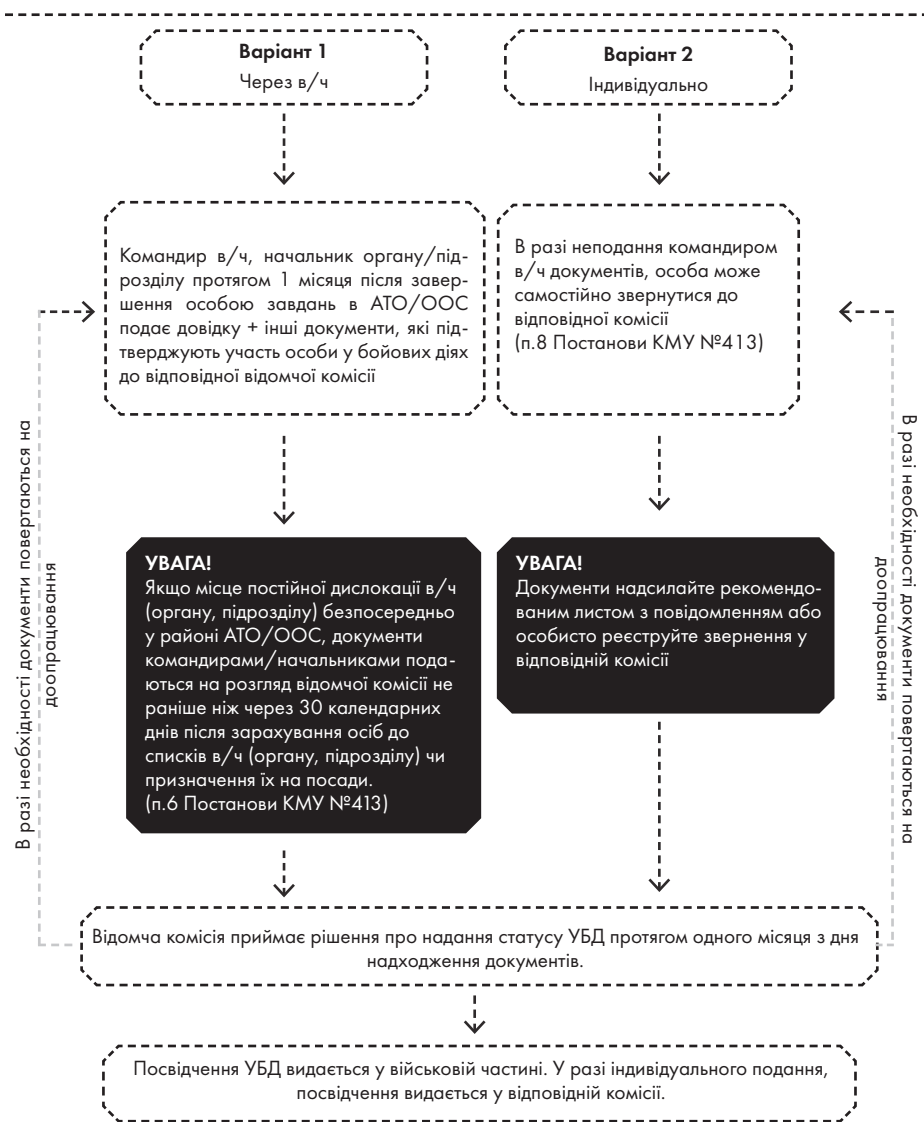 Варіант 1
Через в/ч
Варіант 2
Індивідуально
Командир в/ч, начальник органу/під-
розділу протягом 1 місяця після завер-
шення особою завдань в АТО/ООС
подає довідку + інші документи, які під-
тверджують участь особи у бойових діях
до відповідної відомчої комісії
В разі неподання командиром
в/ч документів, особа може
самостійно звернутися до
відповідної комісії
(п.8 Постанови КМУ №413)
В разі необхідності документи повертаються на
доопрацювання
УВАГА!
Якщо місце постійної дислокації в/ч
(органу, підрозділу) безпосередньо
у районі АТО/ООС, документи
командирами/начальниками пода-
ються на розгляд відомчої комісії не
раніше ніж через 30 календарних
днів після зарахування осіб до
списків в/ч (органу, підрозділу) чи
призначення їх на посади.
(п.6 Постанови КМУ №413)
УВАГА!
Документи надсилайте рекомендо-
ваним листом з повідомленням або
особисто реєструйте звернення у
відповідній комісії
В разі необхідності документи повертаються на
доопрацювання
Відомча комісія приймає рішення про надання статусу УБД протягом одного місяця з дня
надходження документів.
Посвідчення УБД видається у військовій частині. У разі індивідуального подання,
посвідчення видається у відповідній комісії.